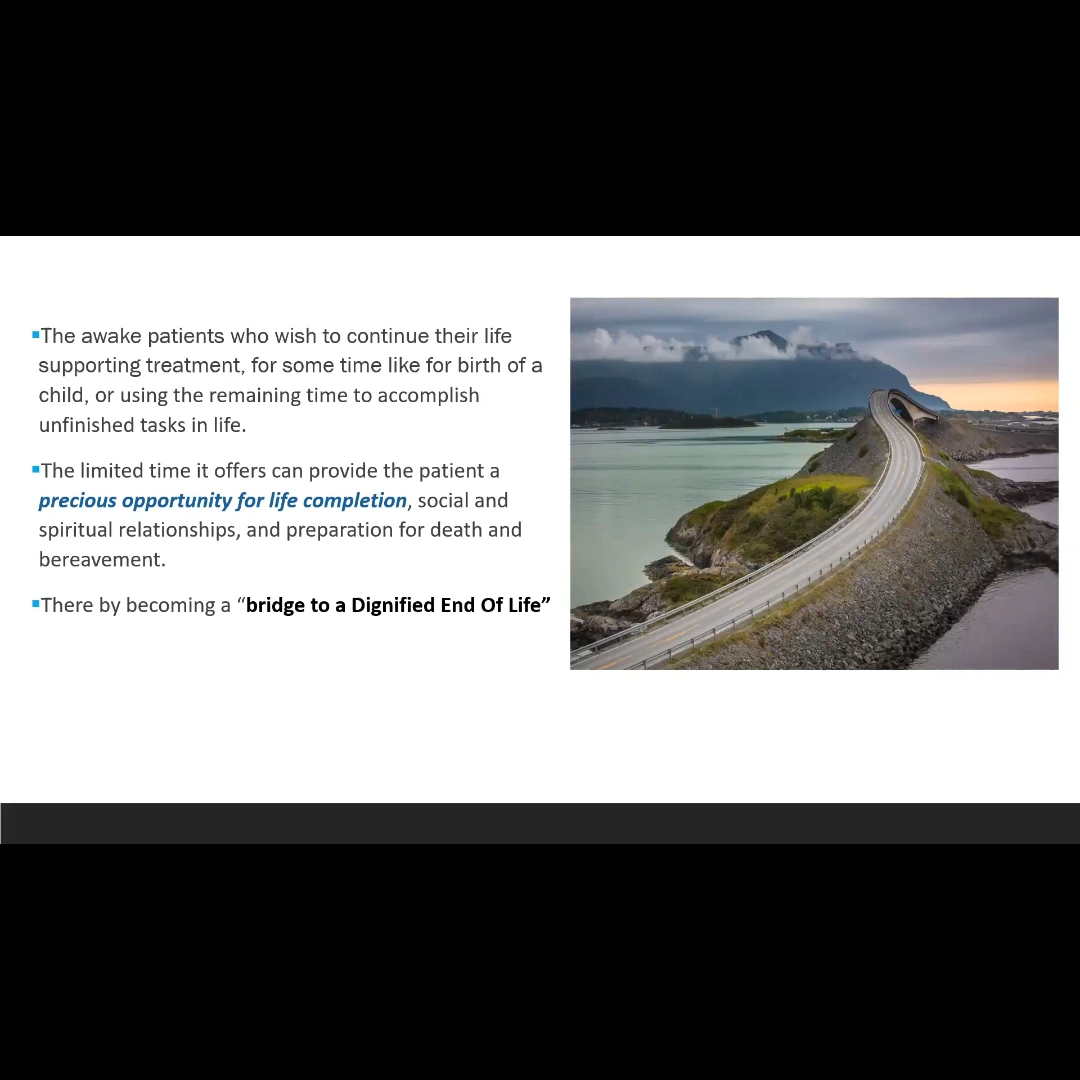 ▪The awake patients who wish to continue their life
supporting treatment, for some time like for birth of a
child, or using the remaining time to accomplish
unfinished tasks in life.
▪The limited time it offers can provide the patient a
precious opportunity for life completion, social and
spiritual relationships, and preparation for death and
bereavement.
▪There by becoming a “bridge to a Dignified End Of Life”